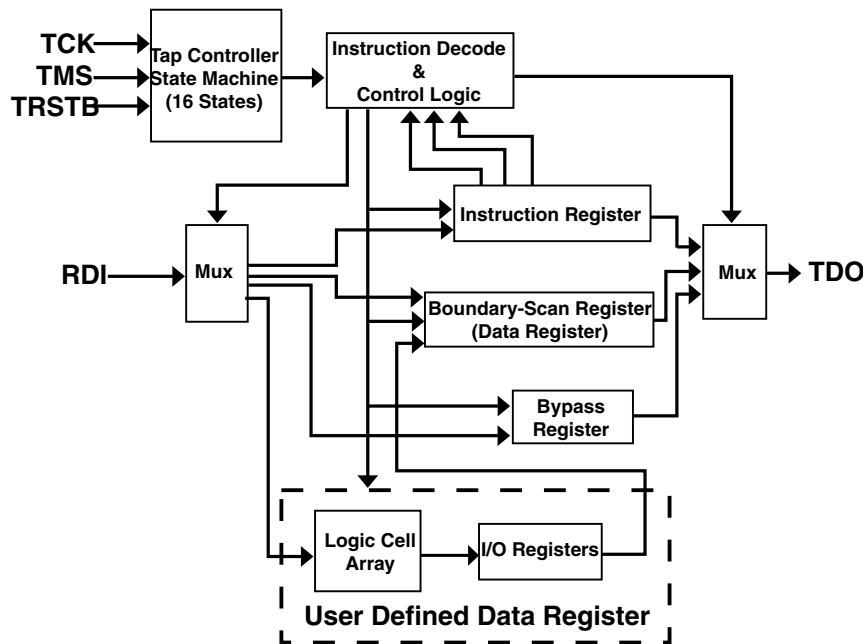 TCK
TMS
TRSTB
Tap Controller
State Machine
(16 States)
Instruction Decode
&
Control Logic
RDI
Mux
Instruction Register
Boundary-Scan Register
(Data Register)
Bypass
Register
Mux
TDO
Logic Cell
Array
I/O Registers
User Defined Data Register